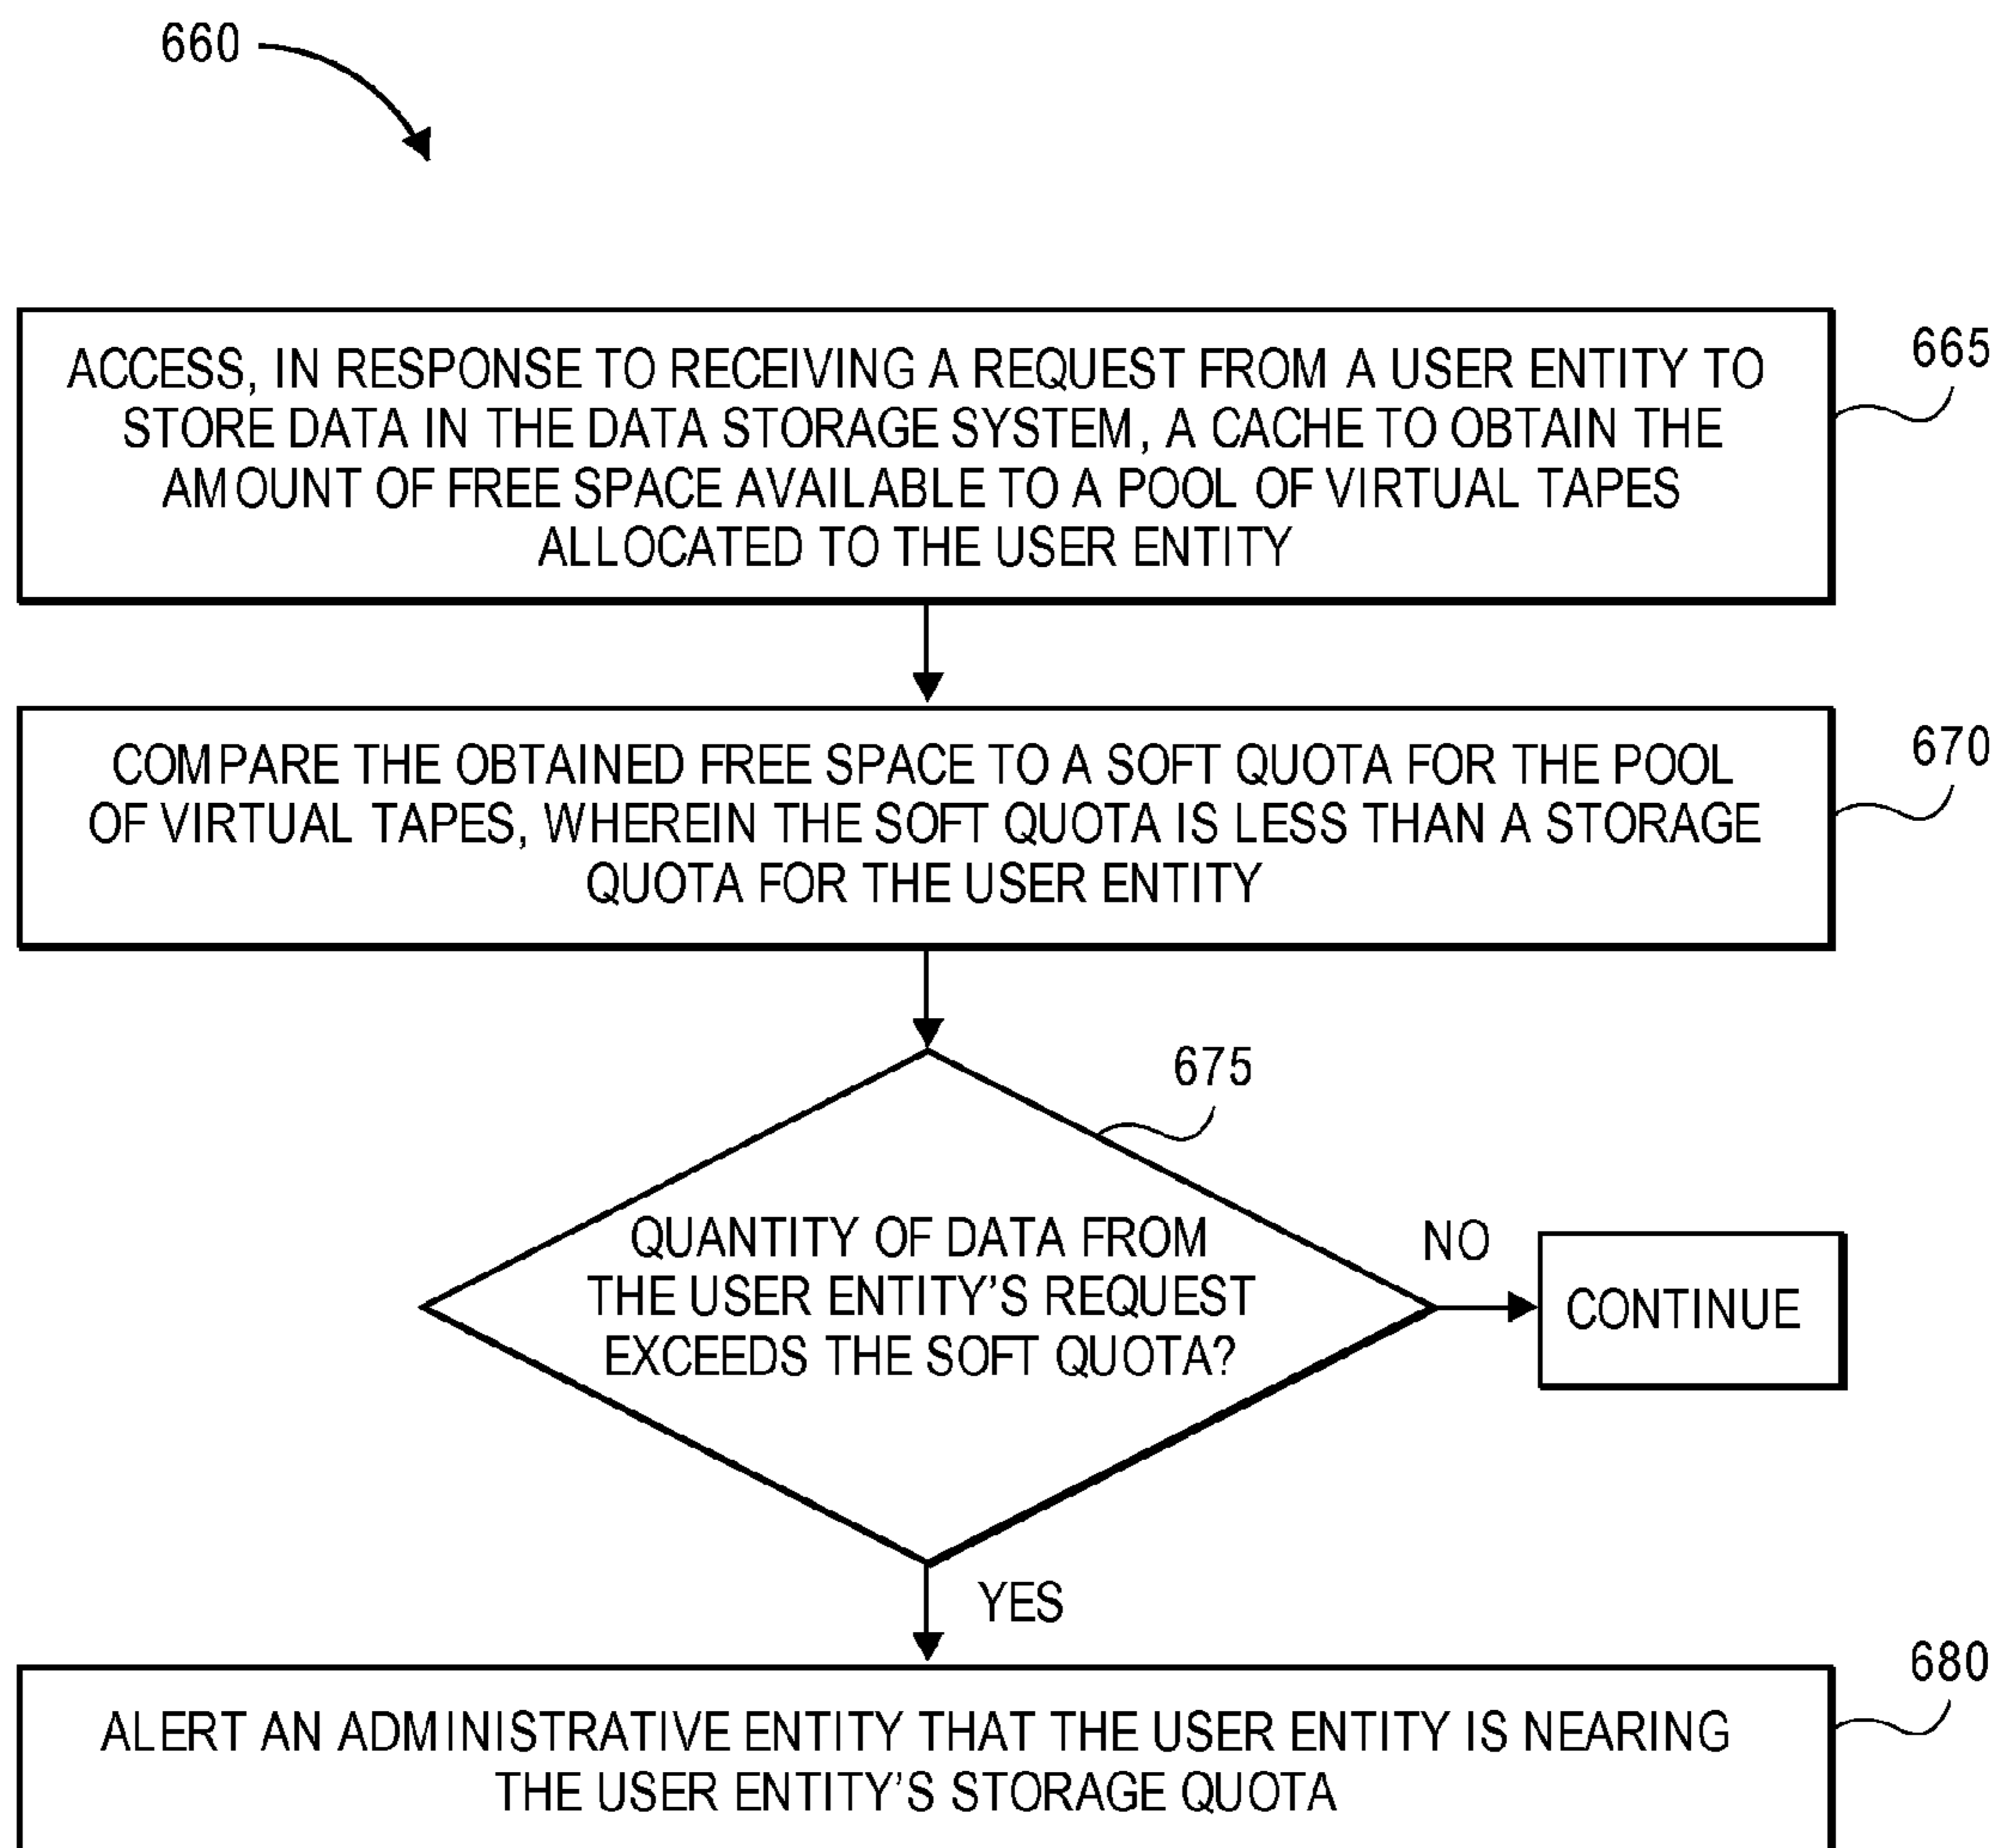 660
ACCESS, IN RESPONSE TO RECEIVING A REQUEST FROM A USER ENTITY TO
STORE DATA IN THE DATA STORAGE SYSTEM, A CACHE TO OBTAIN THE
AMOUNT OF FREE SPACE AVAILABLE TO A POOL OF VIRTUAL TAPES
ALLOCATED TO THE USER ENTITY
665
COMPARE THE OBTAINED FREE SPACE TO A SOFT QUOTA FOR THE POOL
OF VIRTUAL TAPES, WHEREIN THE SOFT QUOTA IS LESS THAN A STORAGE
QUOTA FOR THE USER ENTITY
670
675
QUANTITY OF DATA FROM
THE USER ENTITY'S REQUEST
EXCEEDS THE SOFT QUOTA?
NO
CONTINUE
YES
680
ALERT AN ADMINISTRATIVE ENTITY THAT THE USER ENTITY IS NEARING
THE USER ENTITY'S STORAGE QUOTA